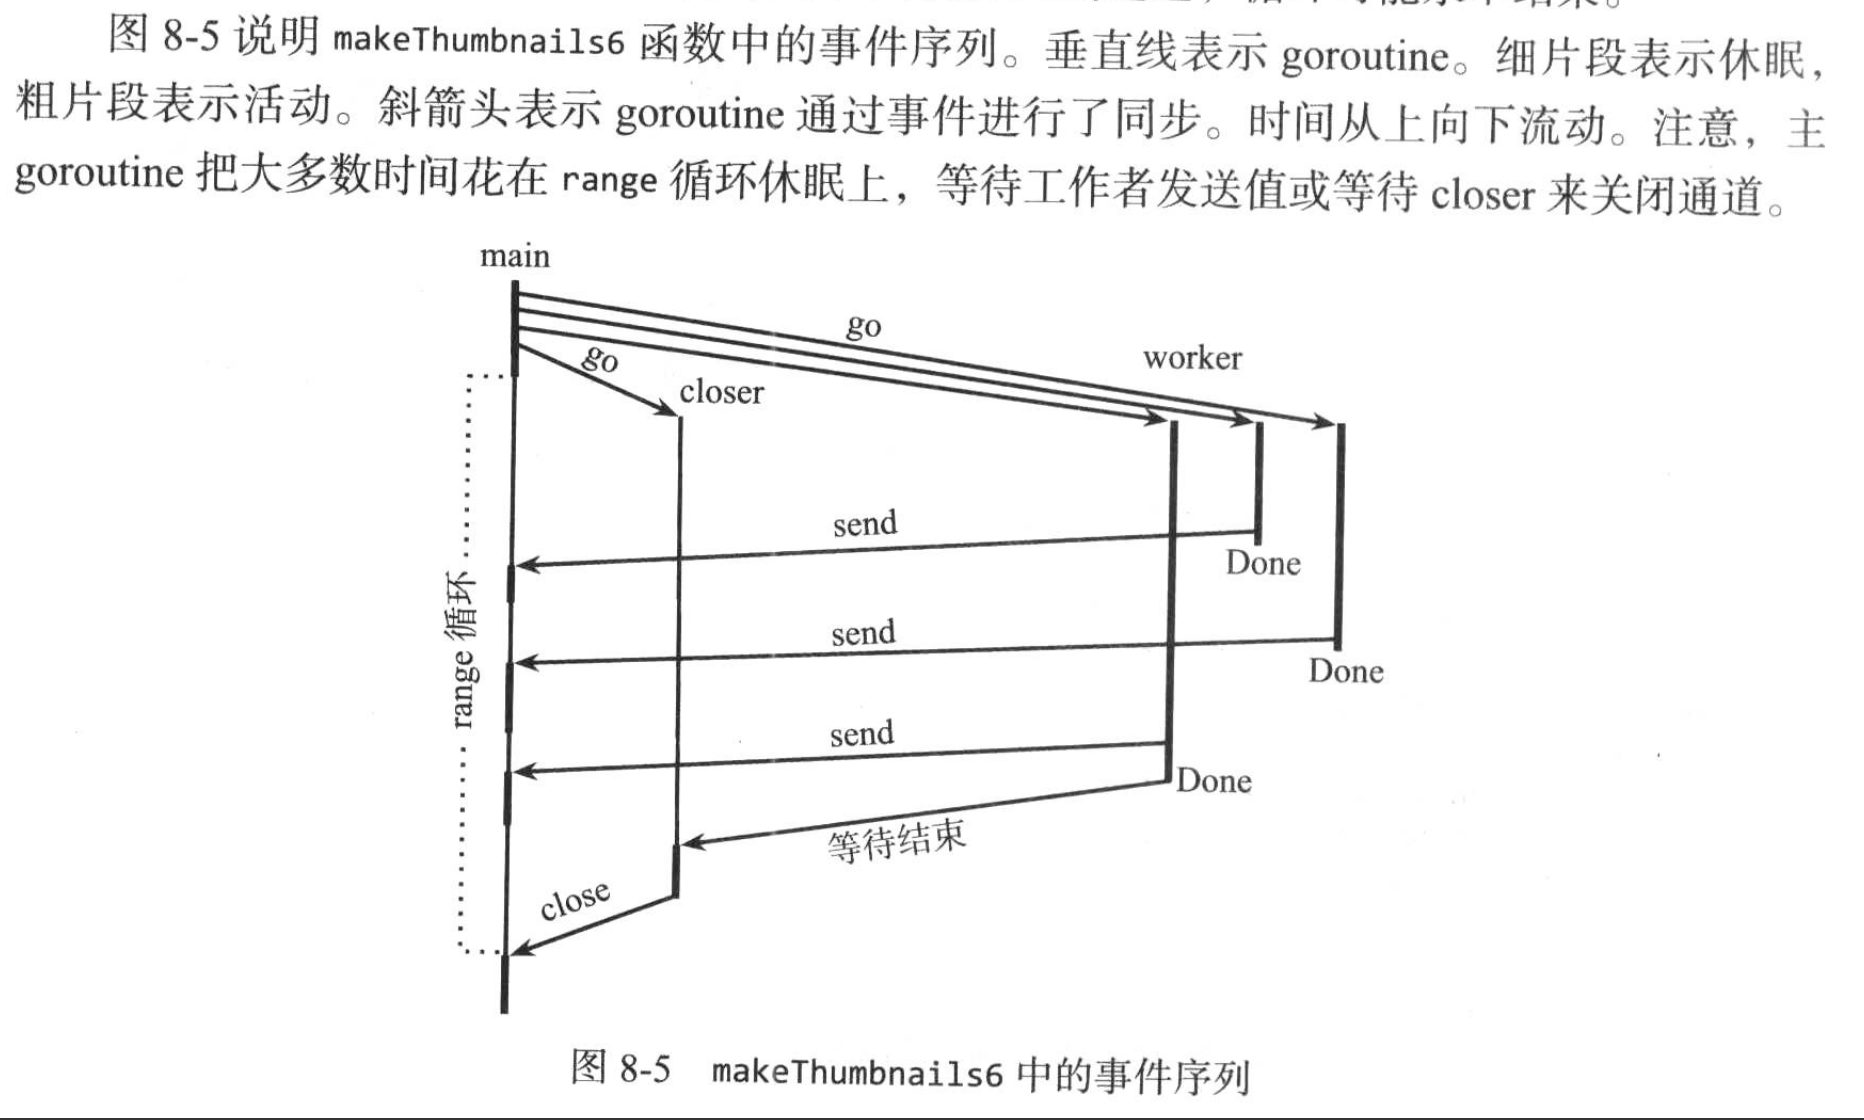 图 8-5 说明 makeThumbnails6 函数中的事件序列。垂直线表示 goroutine。细片段表示休眠，
粗片段表示活动。斜箭头表示 goroutine 通过事件进行了同步。时间从上向下流动。注意，主
goroutine 把大多数时间花在 range 循环休眠上，等待工作者发送值或等待 closer 来关闭通道。
main
go
go
worker
closer
send
Done
range 循环
send
Done
send
Done
等待结束
close
图 8-5 makeThumbnails6 中的事件序列